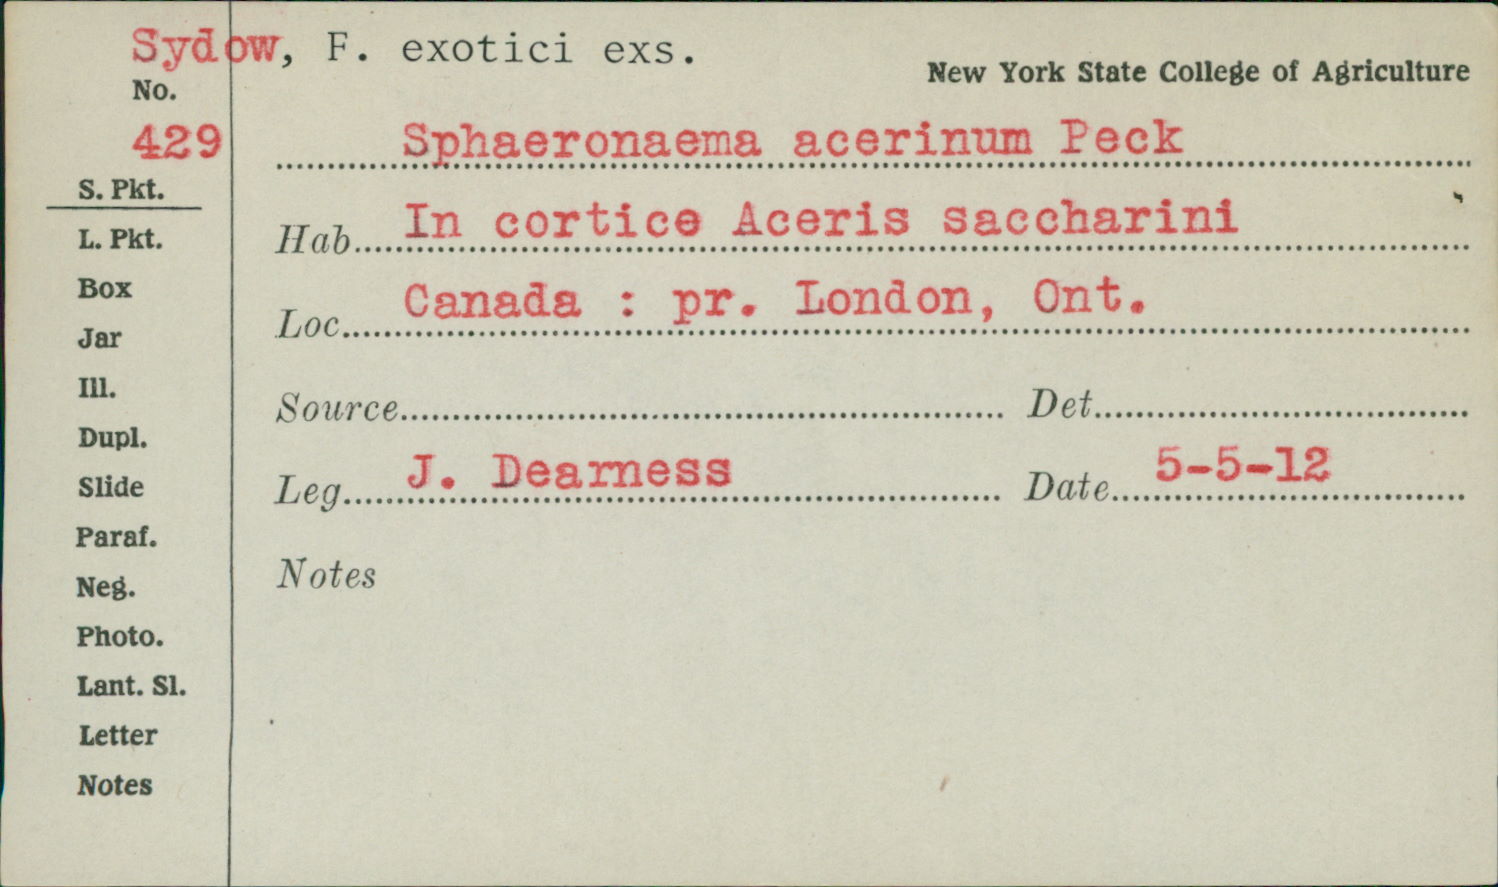 Sydow, F. exotici exs.
New York State College of Agriculture
No.
429
Sphaeronaema acerinum Peck
S. Pkt.
Hab. In cortice Aceris saccharini
L. Pkt.
Box
Loc. Canada : pr. London, Ont.
Jar
Ill.
Source Det.
Dupl.
Slide
Leg. J. Dearness Date 5-5-12
Paraf.
Neg.
Notes
Photo.
Lant. Sl.
Letter
Notes